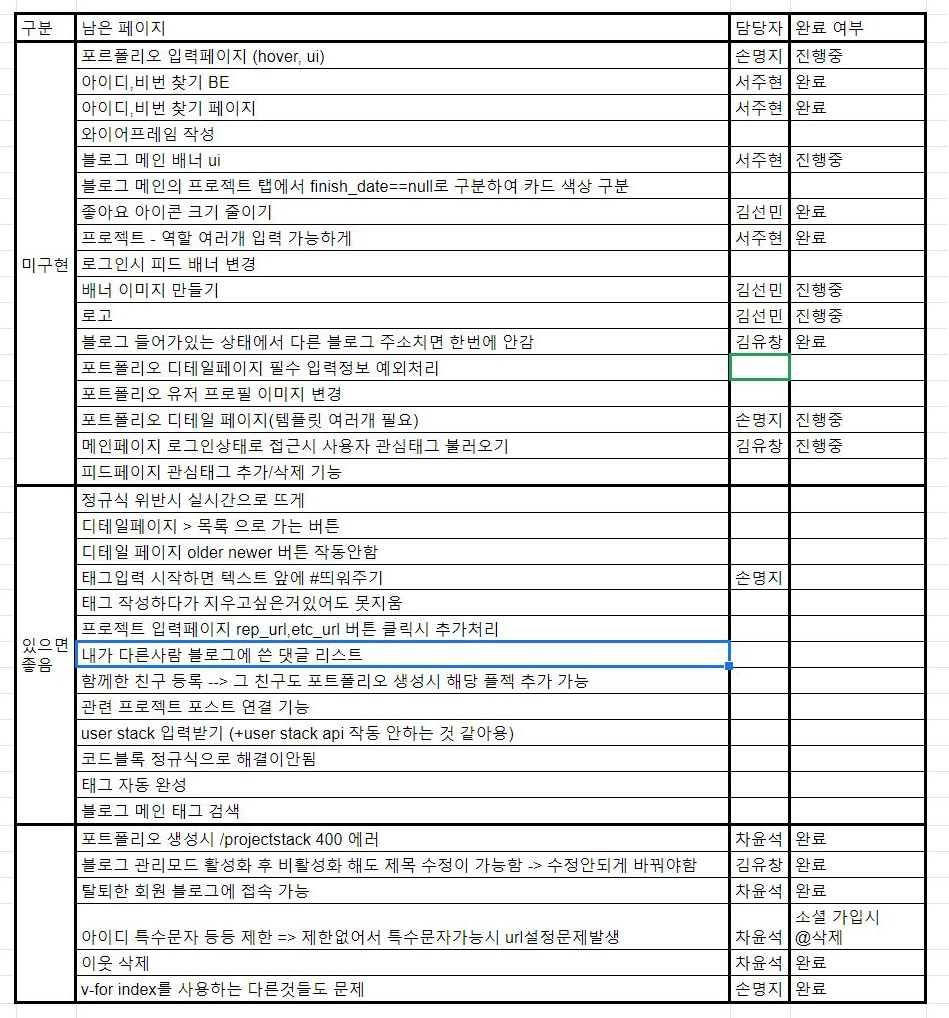 구분 남은 페이지 담당자 완료 여부
포르폴리오 입력페이지 (hover, ui) 손명지 진행중
아이디,비번 찾기 BE 서주현 완료
아이디,비번 찾기 페이지 서주현 완료
와이어프레임 작성
블로그 메인 배너 ui 서주현 진행중
블로그 메인의 프로젝트 탭에서 finish_date==null로 구분하여 카드 색상 구분
좋아요 아이콘 크기 줄이기 김선민 완료
프로젝트 - 역할 여러개 입력 가능하게 서주현 완료
미구현 로그인시 피드 배너 변경
배너 이미지 만들기 김선민 진행중
로고 김선민 진행중
블로그 들어가있는 상태에서 다른 블로그 주소치면 한번에 안감 김유창 완료
포트폴리오 디테일페이지 필수 입력정보 예외처리
포트폴리오 유저 프로필 이미지 변경
포트폴리오 디테일 페이지(템플릿 여러개 필요) 손명지 진행중
메인페이지 로그인상태로 접근시 사용자 관심태그 불러오기 김유창 진행중
피드페이지 관심태그 추가/삭제 기능
정규식 위반시 실시간으로 뜨게
디테일페이지 > 목록 으로 가는 버튼
디테일 페이지 older newer 버튼 작동안함
태그입력 시작하면 텍스트 앞에 #띄워주기 손명지
태그 작성하다가 지우고싶은거있어도 못지움
프로젝트 입력페이지 rep_url,etc_url 버튼 클릭시 추가처리
있으면
좋음
내가 다른사람 블로그에 쓴 댓글 리스트
함께한 친구 등록 --> 그 친구도 포트폴리오 생성시 해당 플젝 추가 가능
관련 프로젝트 포스트 연결 기능
user stack 입력받기 (+user stack api 작동 안하는 것 같아용)
코드블록 정규식으로 해결이안됨
태그 자동 완성
블로그 메인 태그 검색
포트폴리오 생성시 /projectstack 400 에러 차윤석 완료
블로그 관리모드 활성화 후 비활성화 해도 제목 수정이 가능함 -> 수정안되게 바꿔야함 김유창 완료
탈퇴한 회원 블로그에 접속 가능 차윤석 완료
아이디 특수문자 등등 제한 => 제한없어서 특수문자가능시 url설정문제발생 차윤석 소셜 가입시
@삭제
이웃 삭제 차윤석 완료
v-for index를 사용하는 다른것들도 문제 손명지 완료